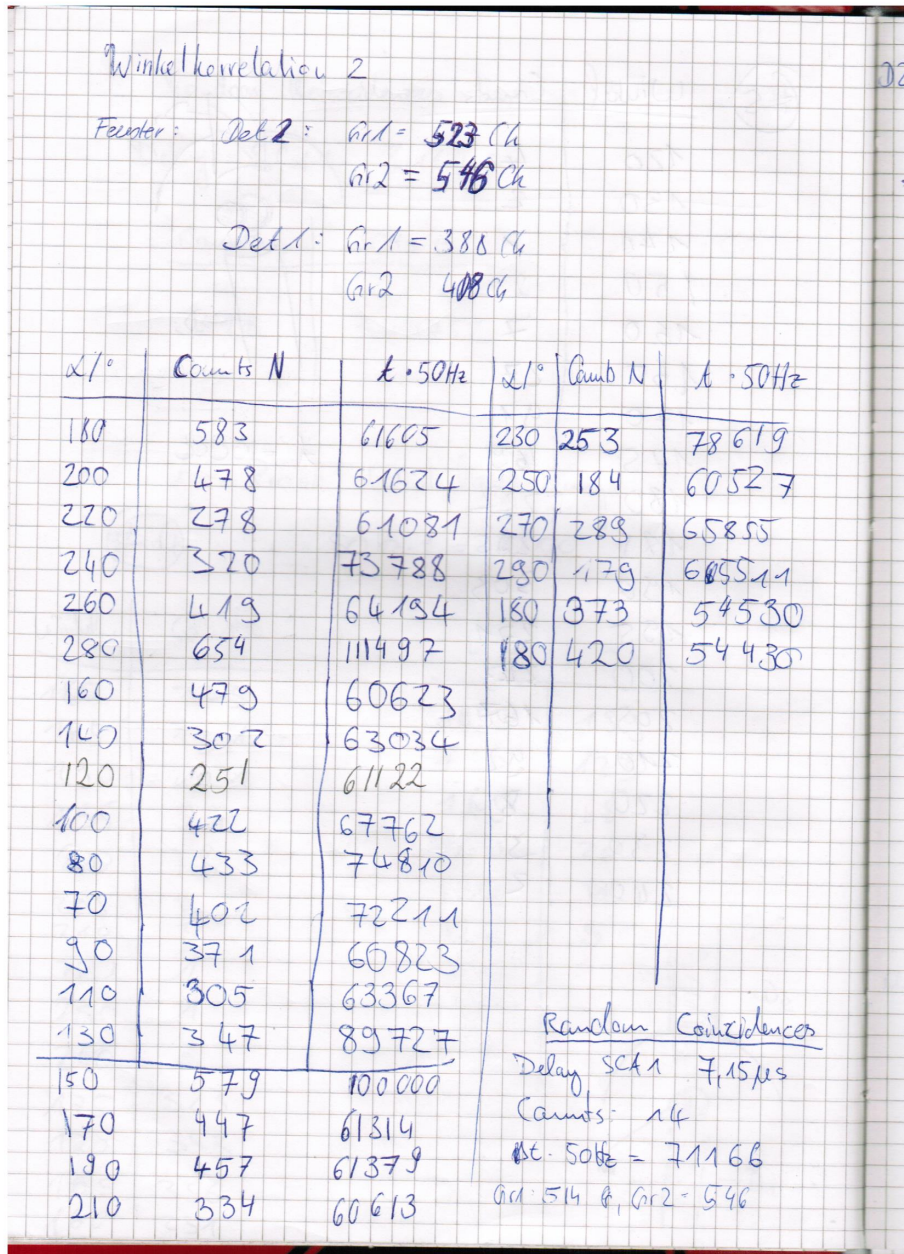 Winkelkorrelation 2
Fenster: Det 2: Gr1 = 523 Ch
Gr2 = 546 Ch
Det 1: Gr1 = 388 Ch
Gr2 408 Ch
α/° | Counts N | t · 50Hz
180 583 61605
200 478 61624
220 278 61081
240 320 73788
260 419 64194
280 654 111497
160 479 60623
140 302 63034
120 251 61122
100 422 67762
80 433 74810
70 402 72211
90 371 60823
110 305 63367
130 347 89727
150 579 100000
170 447 61314
190 457 61379
210 334 60613
α/° | Counts N | t · 50Hz
230 253 78619
250 184 60527
270 289 65855
290 179
180 373 54530
180 420 54430
Random Coinzidences
Delay SCA1 7,15µs
Counts: 14
Δt · 50Hz = 71166
Gr1: 514, Gr2 = 546
D2